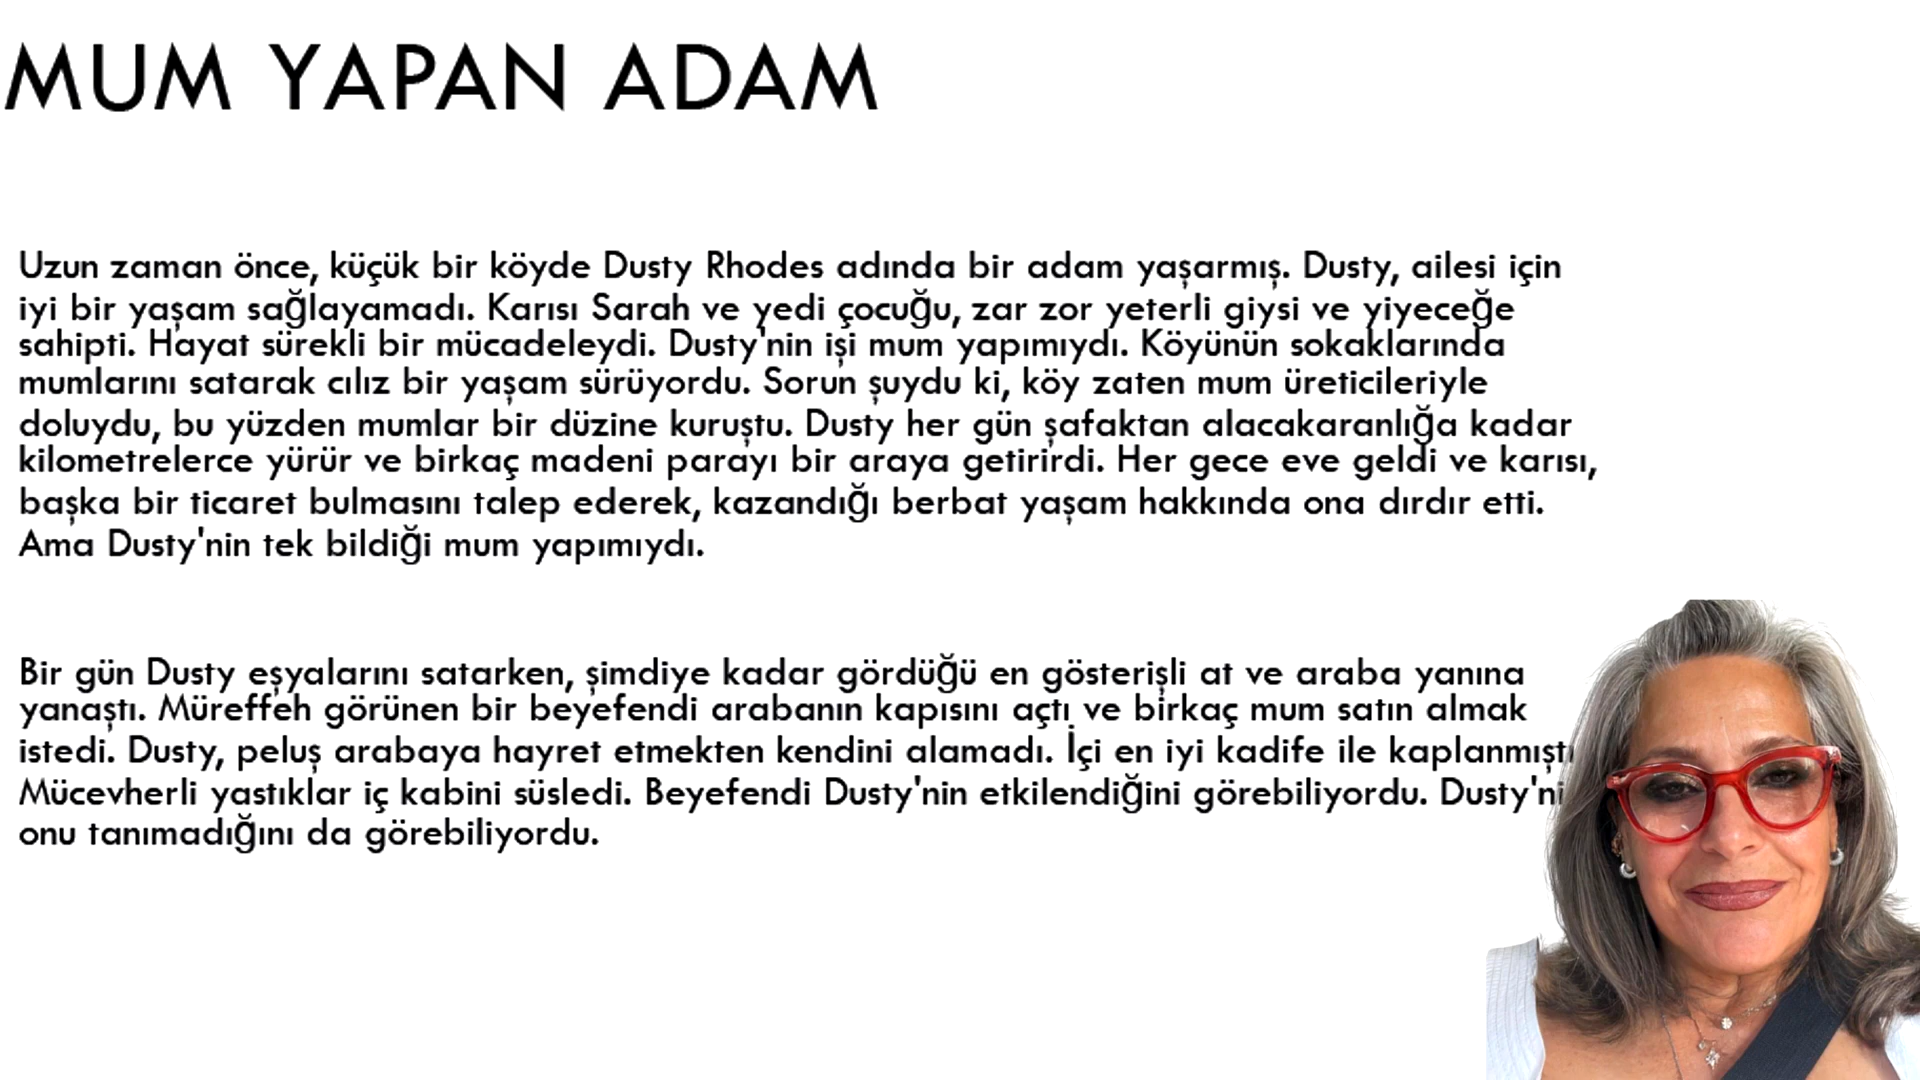 MUM YAPAN ADAM
Uzun zaman önce, küçük bir köyde Dusty Rhodes adında bir adam yaşarmış. Dusty, ailesi için
iyi bir yaşam sağlayamadı. Karısı Sarah ve yedi çocuğu, zar zor yeterli giysi ve yiyeceğe
sahipti. Hayat sürekli bir mücadeleydi. Dusty'nin işi mum yapımıydı. Köyünün sokaklarında
mumlarını satarak cılız bir yaşam sürüyordu. Sorun şuydu ki, köy zaten mum üreticileriyle
doluydu, bu yüzden mumlar bir düzine kuruştu. Dusty her gün şafaktan alacakaranlığa kadar
kilometrelerce yürür ve birkaç madeni parayı bir araya getirirdi. Her gece eve geldi ve karısı,
başka bir ticaret bulmasını talep ederek, kazandığı berbat yaşam hakkında ona dırdır etti.
Ama Dusty'nin tek bildiği mum yapımıydı.
Bir gün Dusty eşyalarını satarken, şimdiye kadar gördüğü en gösterişli at ve araba yanına
yanaştı. Müreffeh görünen bir beyefendi arabanın kapısını açtı ve birkaç mum satın almak
istedi. Dusty, peluş arabaya hayret etmekten kendini alamadı. İçi en iyi kadife ile kaplanmıştı
Mücevherli yastıklar iç kabini süsledi. Beyefendi Dusty'nin etkilendiğini görebiliyordu. Dusty'ni
onu tanımadığını da görebiliyordu.